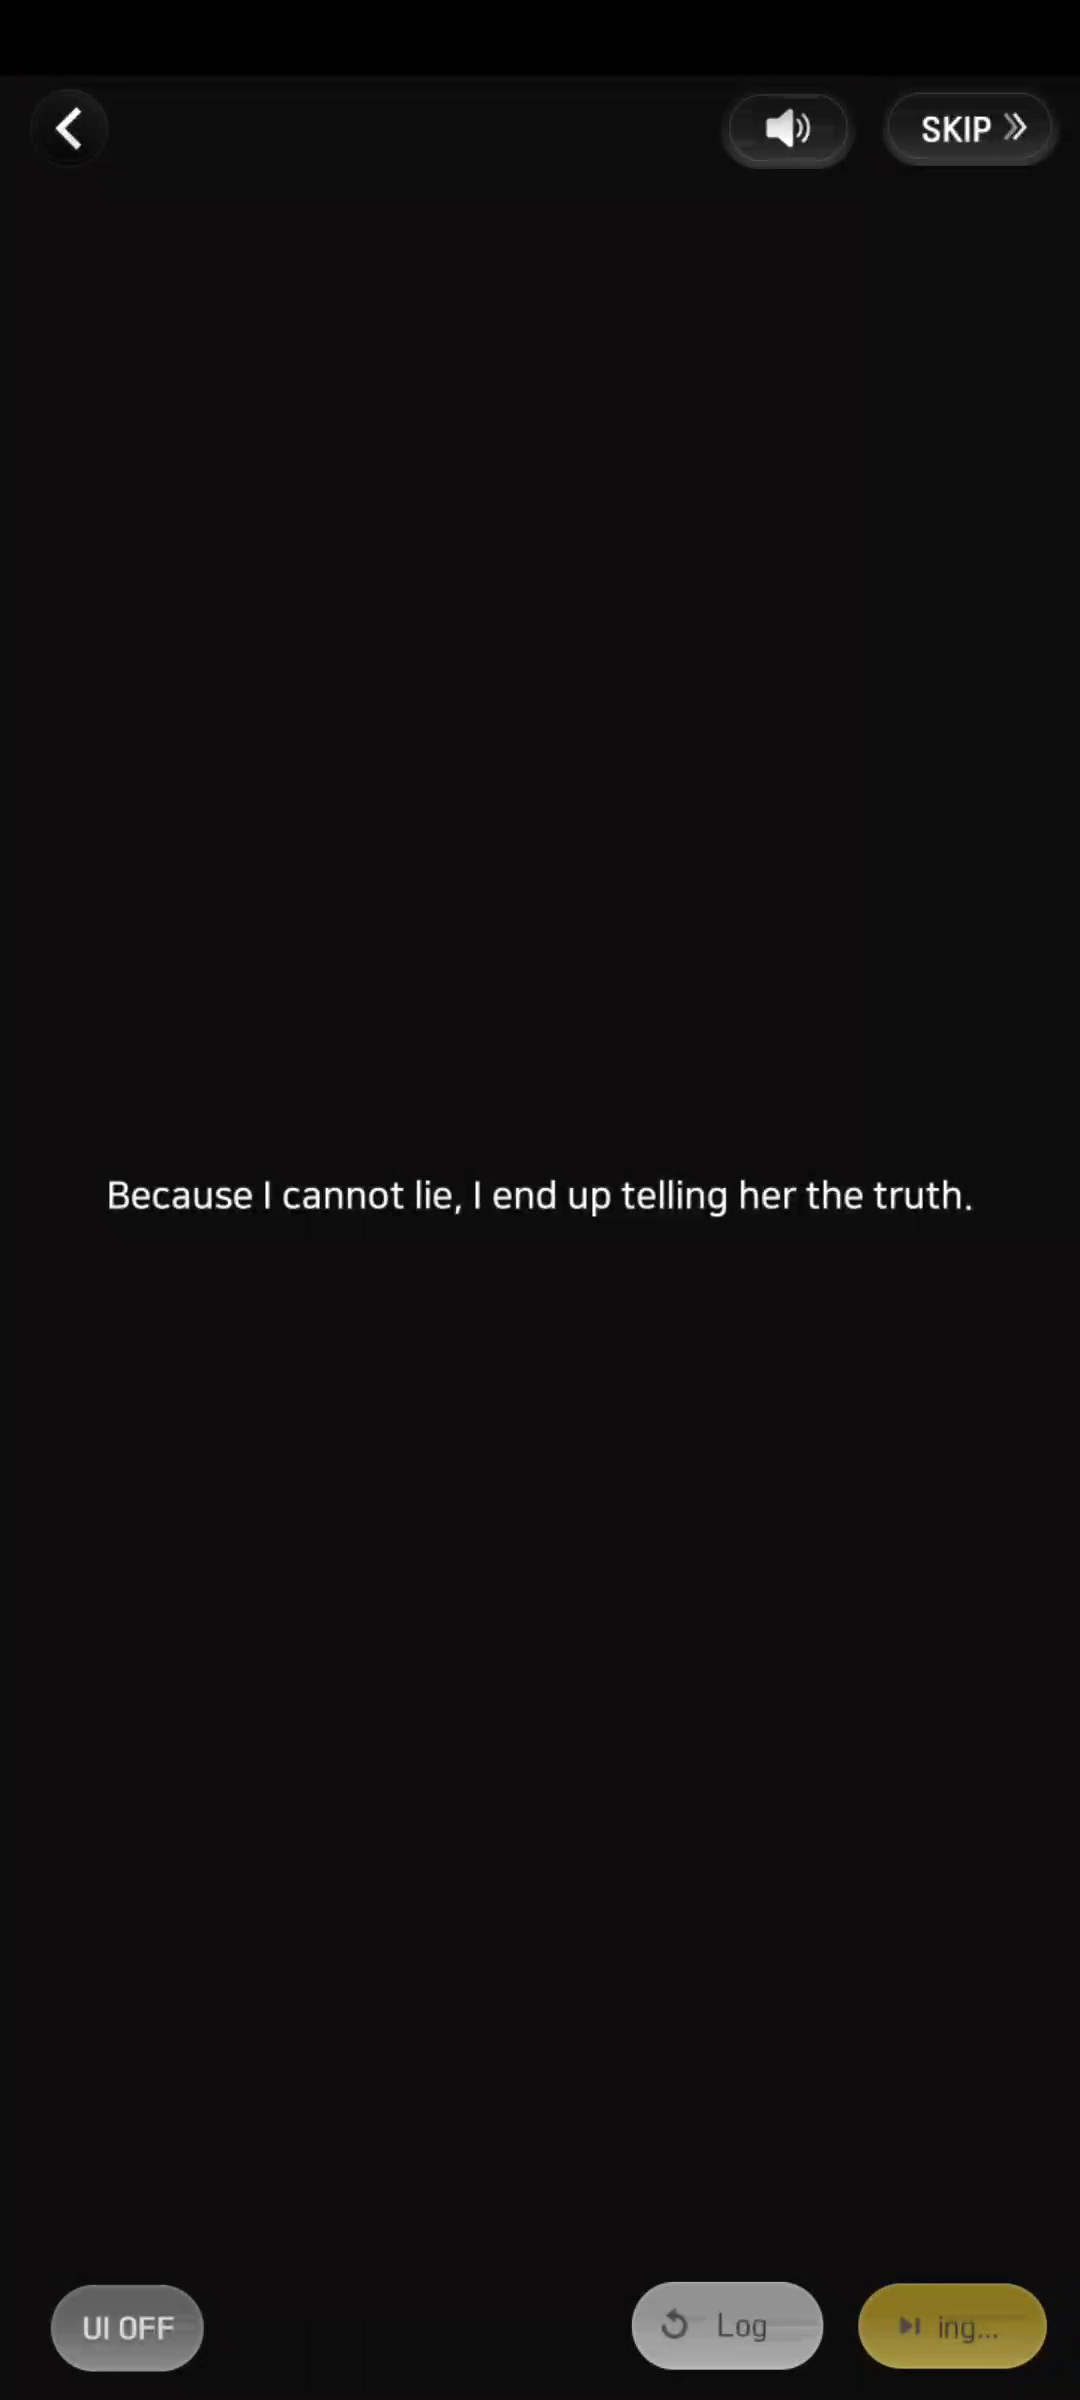 SKIP
Because I cannot lie, I end up telling her the truth.
UI OFF
Log
ing...